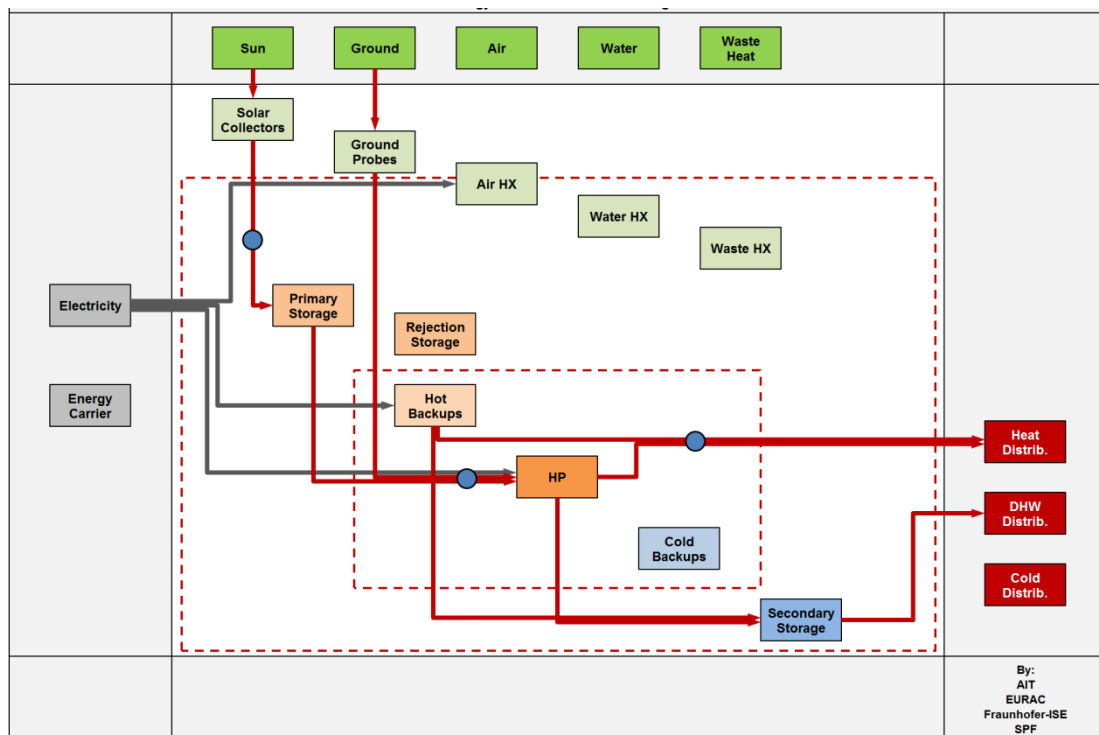 Sun
Ground
Air
Water
Waste
Heat
Solar
Collectors
Ground
Probes
Air HX
Water HX
Waste HX
Electricity
Primary
Storage
Rejection
Storage
Energy
Carrier
Hot
Backups
Heat
Distrib.
HP
DHW
Distrib.
Cold
Backups
Cold
Distrib.
Secondary
Storage
By:
AIT
EURAC
Fraunhofer-ISE
SPF